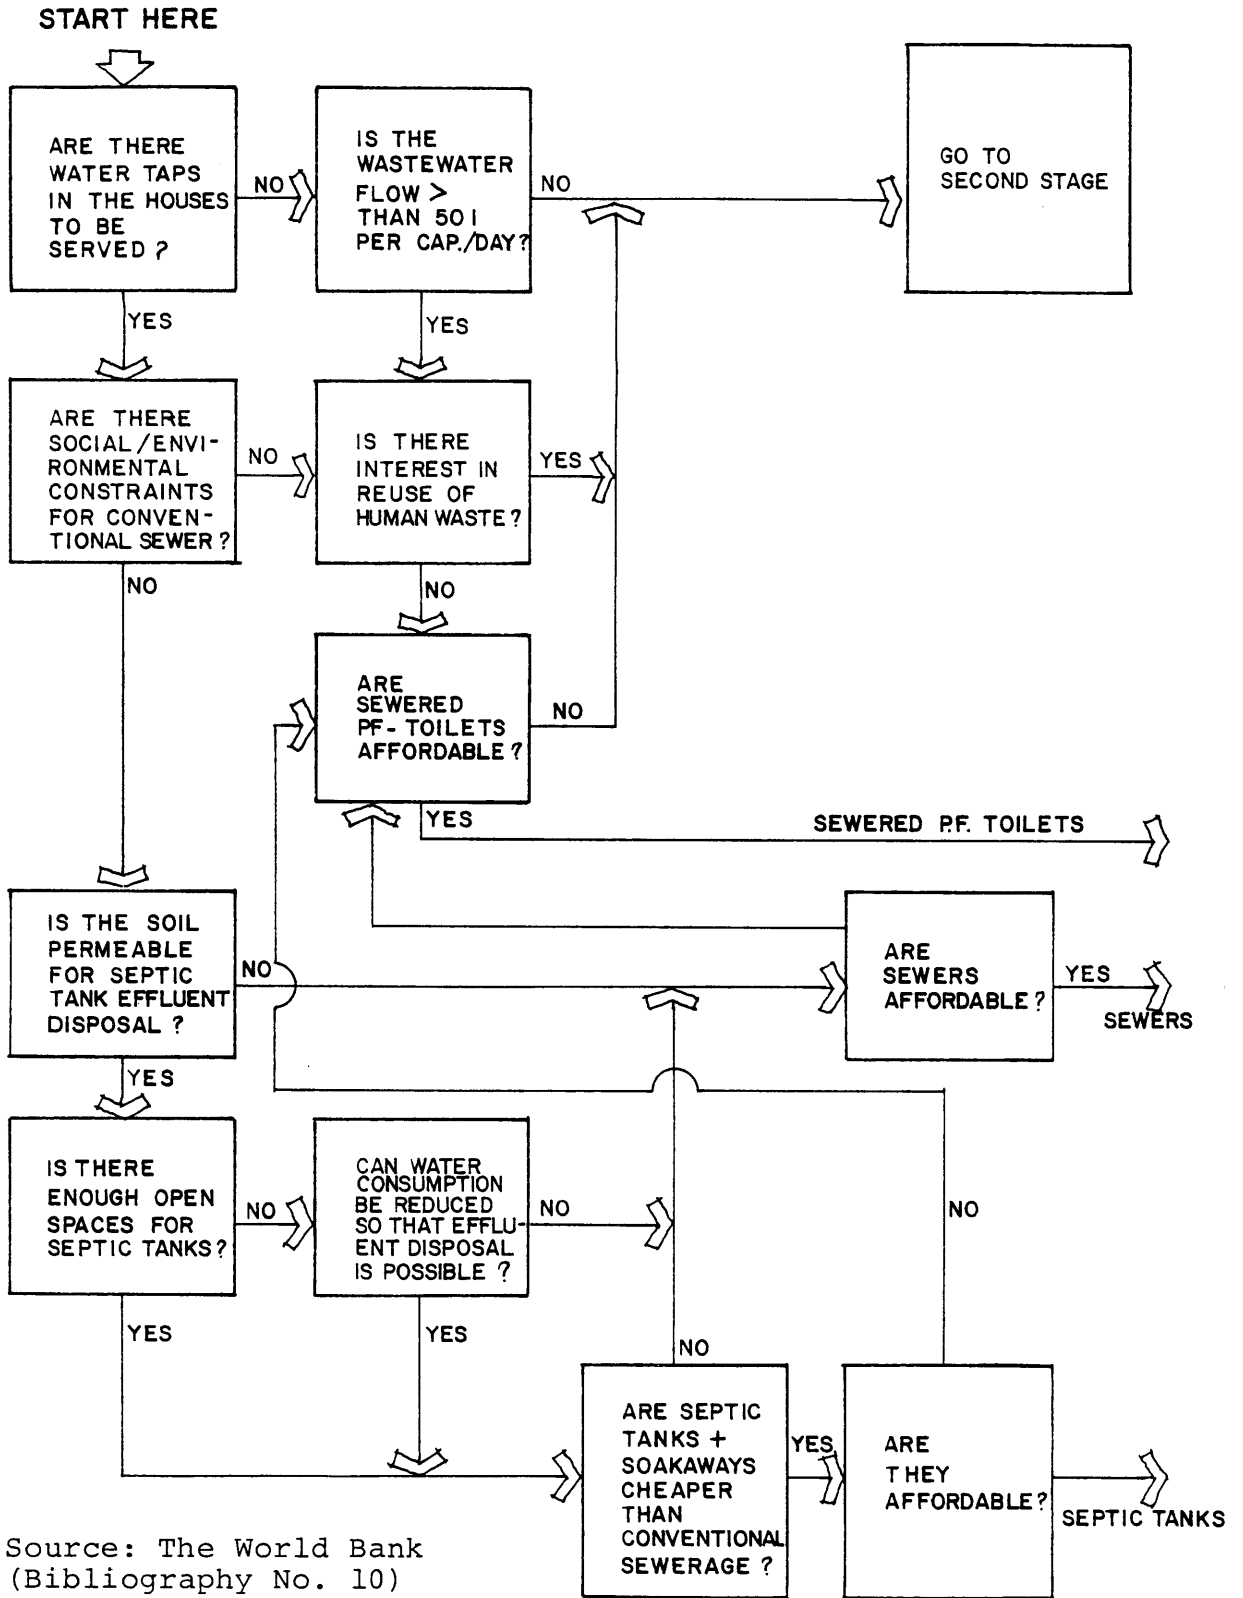 START HERE
ARE THERE
WATER TAPS
IN THE HOUSES
TO BE
SERVED ?
NO
IS THE
WASTEWATER
FLOW >
THAN 50 l
PER CAP./DAY?
NO
GO TO
SECOND STAGE
YES
YES
ARE THERE
SOCIAL/ENVI-
RONMENTAL
CONSTRAINTS
FOR CONVEN-
TIONAL SEWER ?
NO
IS THERE
INTEREST IN
REUSE OF
HUMAN WASTE ?
YES
NO
NO
ARE
SEWERED
PF-TOILETS
AFFORDABLE ?
NO
YES
SEWERED P.F. TOILETS
IS THE SOIL
PERMEABLE
FOR SEPTIC
TANK EFFLUENT
DISPOSAL ?
NO
ARE
SEWERS
AFFORDABLE ?
YES
SEWERS
YES
IS THERE
ENOUGH OPEN
SPACES FOR
SEPTIC TANKS?
NO
CAN WATER
CONSUMPTION
BE REDUCED
SO THAT EFFLU-
ENT DISPOSAL
IS POSSIBLE ?
NO
NO
YES
YES
NO
ARE SEPTIC
TANKS +
SOAKAWAYS
CHEAPER
THAN
CONVENTIONAL
SEWERAGE ?
YES
ARE
THEY
AFFORDABLE?
SEPTIC TANKS
Source: The World Bank
(Bibliography No. 10)